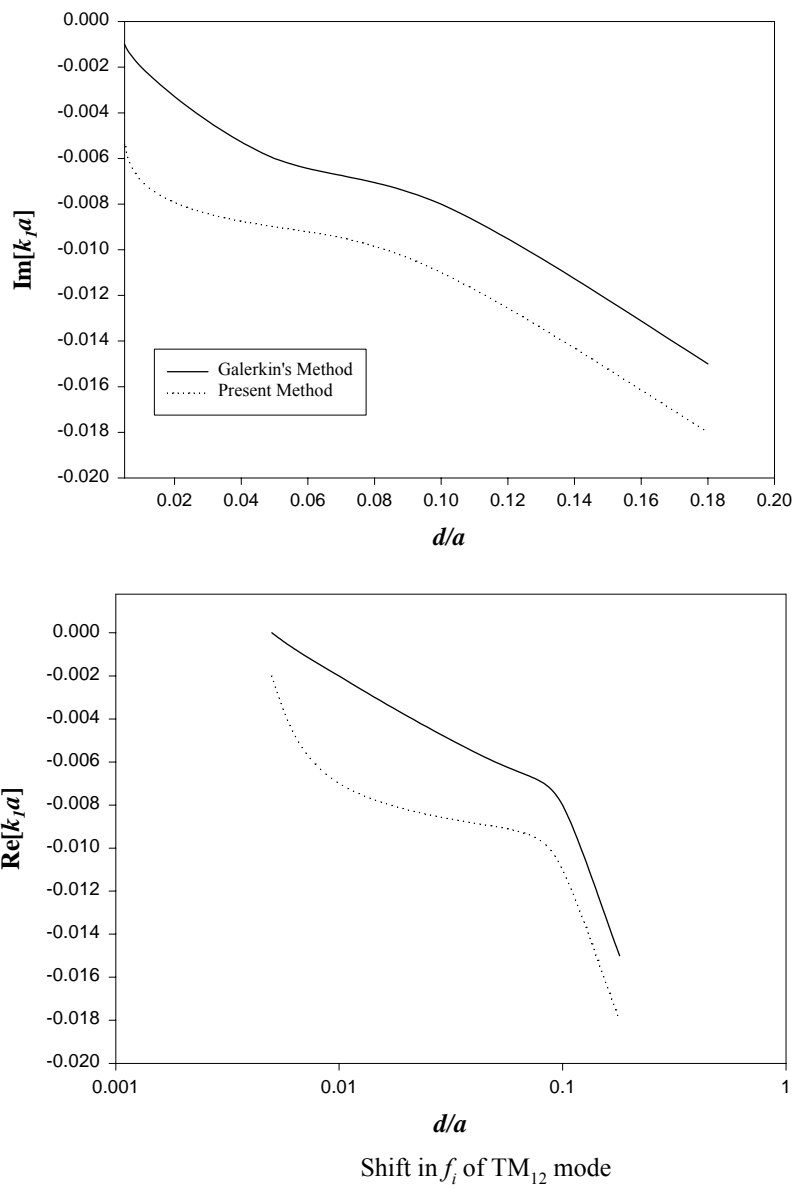 0.000
-0.002
-0.004
-0.006
-0.008
-0.010
-0.012
-0.014
-0.016
-0.018
-0.020
Im[k₁a]
Galerkin's Method
Present Method
0.02 0.04 0.06 0.08 0.10 0.12 0.14 0.16 0.18 0.20
d/a
0.000
-0.002
-0.004
-0.006
-0.008
-0.010
-0.012
-0.014
-0.016
-0.018
-0.020
Re[k₁a]
0.001 0.01 0.1 1
d/a
Shift in fᵢ of TM₁₂ mode